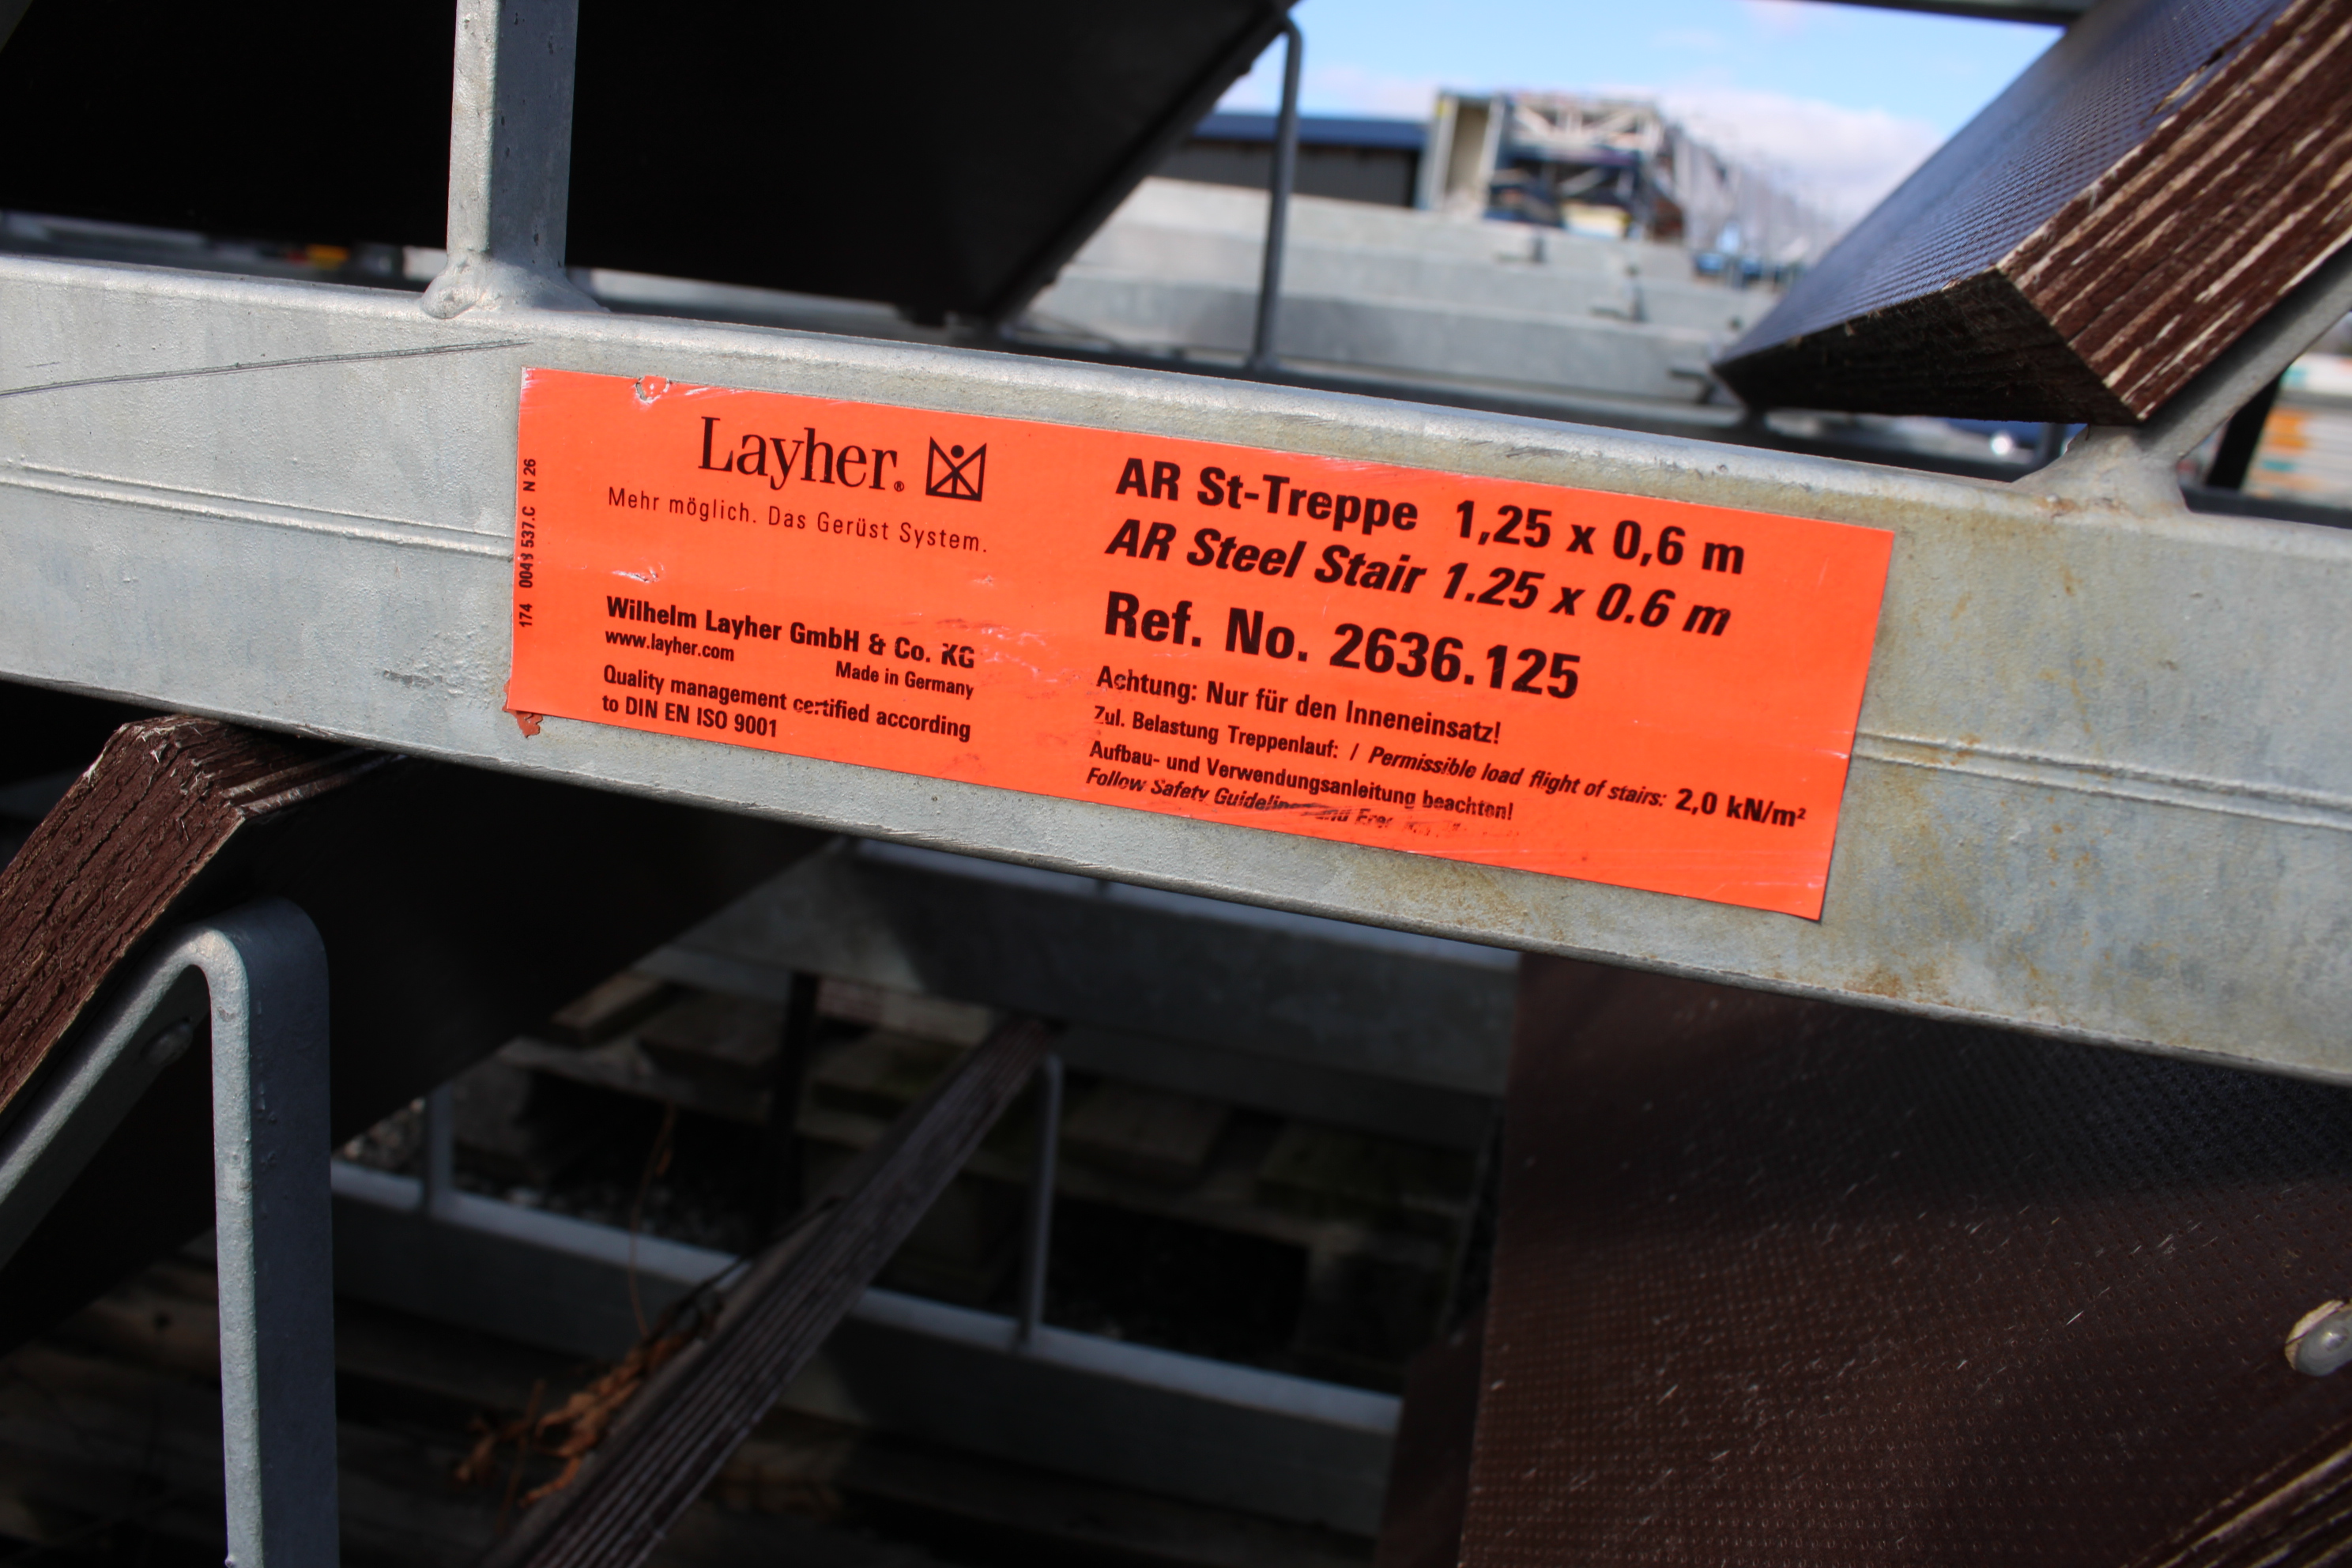 Layher®
Mehr möglich. Das Gerüst System.
Wilhelm Layher GmbH & Co. KG
www.layher.com
Made in Germany
Quality management certified according
to DIN EN ISO 9001
174 537.C N 26
AR St-Treppe 1,25 x 0,6 m
AR Steel Stair 1.25 x 0.6 m
Ref. No. 2636.125
Achtung: Nur für den Inneneinsatz!
Zul. Belastung Treppenlauf: / Permissible load flight of stairs: 2,0 kN/m²
Aufbau- und Verwendungsanleitung beachten!
Follow Safety and